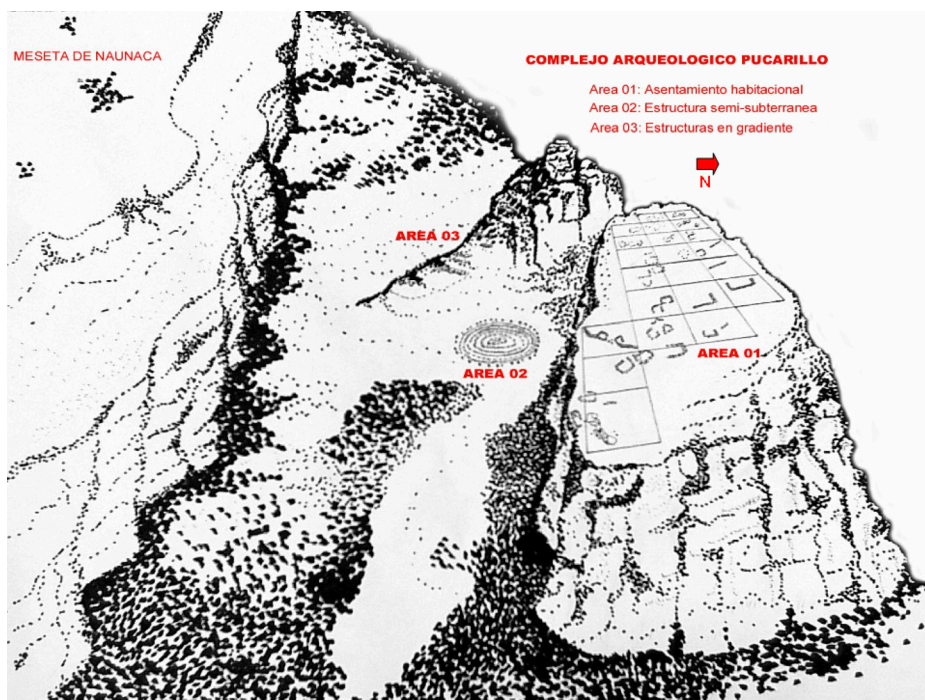 MESETA DE NAUNACA
COMPLEJO ARQUEOLOGICO PUCARILLO
Area 01: Asentamiento habitacional
Area 02: Estructura semi-subterranea
Area 03: Estructuras en gradiente
N
AREA 03
AREA 02
AREA 01